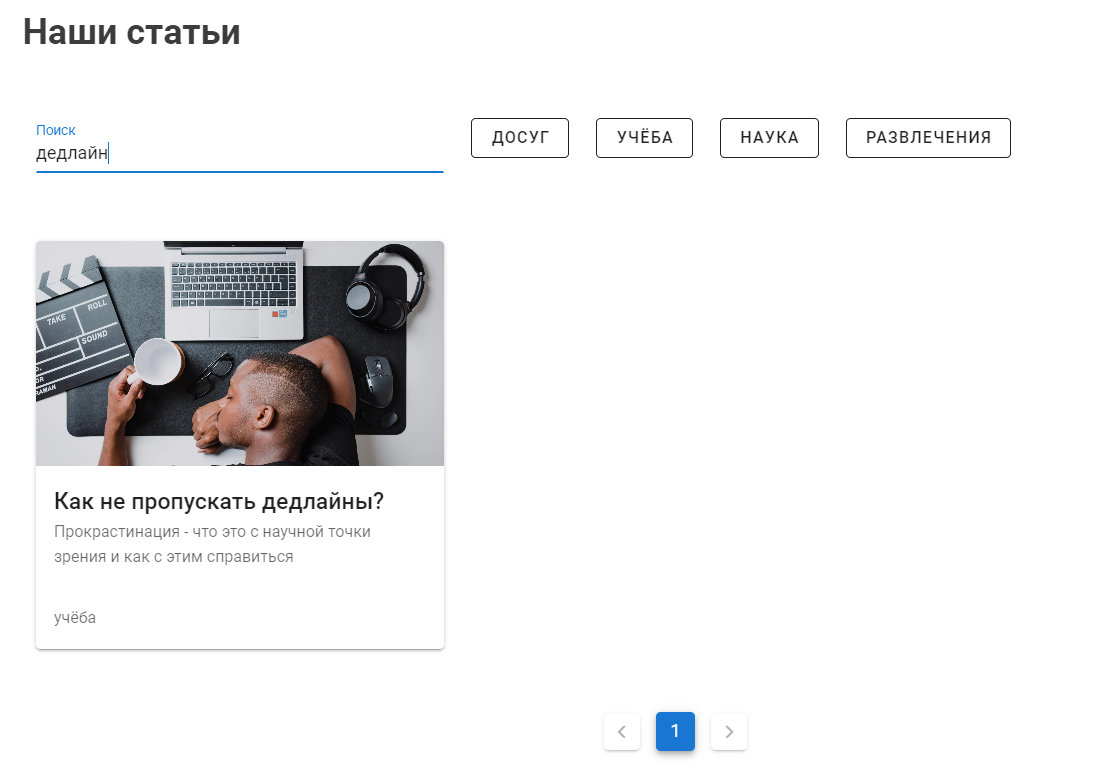 Наши статьи
Поиск
дедлайн
ДОСУГ
УЧЁБА
НАУКА
РАЗВЛЕЧЕНИЯ
TAKE
ROLL
SOUND
Как не пропускать дедлайны?
Прокрастинация - что это с научной точки
зрения и как с этим справиться
учёба
1